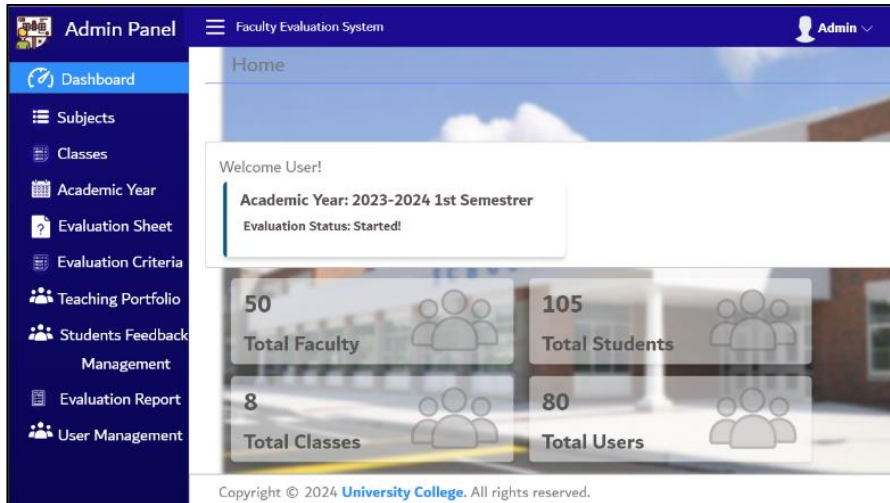 Admin Panel
Faculty Evaluation System
Admin
Dashboard
Subjects
Classes
Academic Year
Evaluation Sheet
Evaluation Criteria
Teaching Portfolio
Students Feedback
Management
Evaluation Report
User Management
Home
Welcome User!
Academic Year: 2023-2024 1st Semestrer
Evaluation Status: Started!
50
Total Faculty
105
Total Students
8
Total Classes
80
Total Users
Copyright © 2024 University College. All rights reserved.